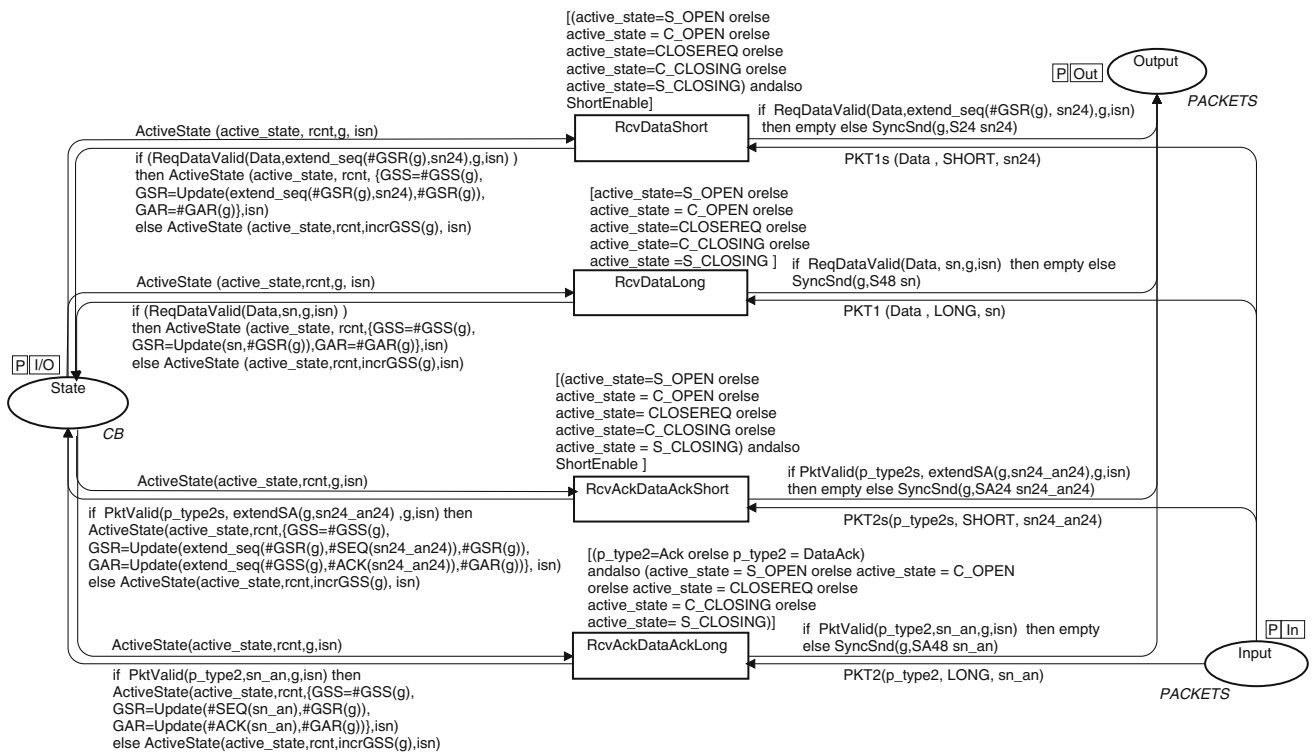 [(active_state=S_OPEN orelse
active_state = C_OPEN orelse
active_state=CLOSEREQ orelse
active_state=C_CLOSING orelse
active_state=S_CLOSING) andalso
ShortEnable]
Output
P Out
PACKETS
ActiveState (active_state, rcnt,g, isn)
RcvDataShort
if ReqDataValid(Data,extend_seq(#GSR(g), sn24),g,isn)
then empty else SyncSnd(g,S24 sn24)
PKT1s (Data , SHORT, sn24)
if (ReqDataValid(Data,extend_seq(#GSR(g),sn24),g,isn) )
then ActiveState (active_state, rcnt, {GSS=#GSS(g),
GSR=Update(extend_seq(#GSR(g),sn24),#GSR(g)),
GAR=#GAR(g)},isn)
else ActiveState (active_state,rcnt,incrGSS(g), isn)
[active_state=S_OPEN orelse
active_state = C_OPEN orelse
active_state=CLOSEREQ orelse
active_state=C_CLOSING orelse
active_state =S_CLOSING ]
ActiveState (active_state,rcnt,g, isn)
RcvDataLong
if ReqDataValid(Data, sn,g,isn) then empty else
SyncSnd(g,S48 sn)
PKT1 (Data , LONG, sn)
if (ReqDataValid(Data,sn,g,isn) )
then ActiveState (active_state, rcnt,{GSS=#GSS(g),
GSR=Update(sn,#GSR(g)),GAR=#GAR(g)},isn)
else ActiveState (active_state,rcnt,incrGSS(g),isn)
P I/O
State
CB
[(active_state=S_OPEN orelse
active_state = C_OPEN orelse
active_state= CLOSEREQ orelse
active_state=C_CLOSING orelse
active_state = S_CLOSING) andalso
ShortEnable ]
ActiveState(active_state,rcnt,g,isn)
RcvAckDataAckShort
if PktValid(p_type2s, extendSA(g,sn24_an24),g,isn)
then empty else SyncSnd(g,SA24 sn24_an24)
PKT2s(p_type2s, SHORT, sn24_an24)
if PktValid(p_type2s, extendSA(g,sn24_an24) ,g,isn) then
ActiveState(active_state,rcnt,{GSS=#GSS(g),
GSR=Update(extend_seq(#GSR(g),#SEQ(sn24_an24)),#GSR(g)),
GAR=Update(extend_seq(#GSS(g),#ACK(sn24_an24)),#GAR(g))}, isn)
else ActiveState(active_state,rcnt,incrGSS(g), isn)
[(p_type2=Ack orelse p_type2 = DataAck)
andalso (active_state = S_OPEN orelse active_state = C_OPEN
orelse active_state = CLOSEREQ orelse
active_state = C_CLOSING orelse
active_state= S_CLOSING)]
ActiveState(active_state,rcnt,g,isn)
RcvAckDataAckLong
if PktValid(p_type2,sn_an,g,isn) then empty
else SyncSnd(g,SA48 sn_an)
PKT2(p_type2, LONG, sn_an)
P In
Input
PACKETS
if PktValid(p_type2,sn_an,g,isn) then
ActiveState(active_state,rcnt,{GSS=#GSS(g),
GSR=Update(#SEQ(sn_an),#GSR(g)),
GAR=Update(#ACK(sn_an),#GAR(g))},isn)
else ActiveState(active_state,rcnt,incrGSS(g),isn)